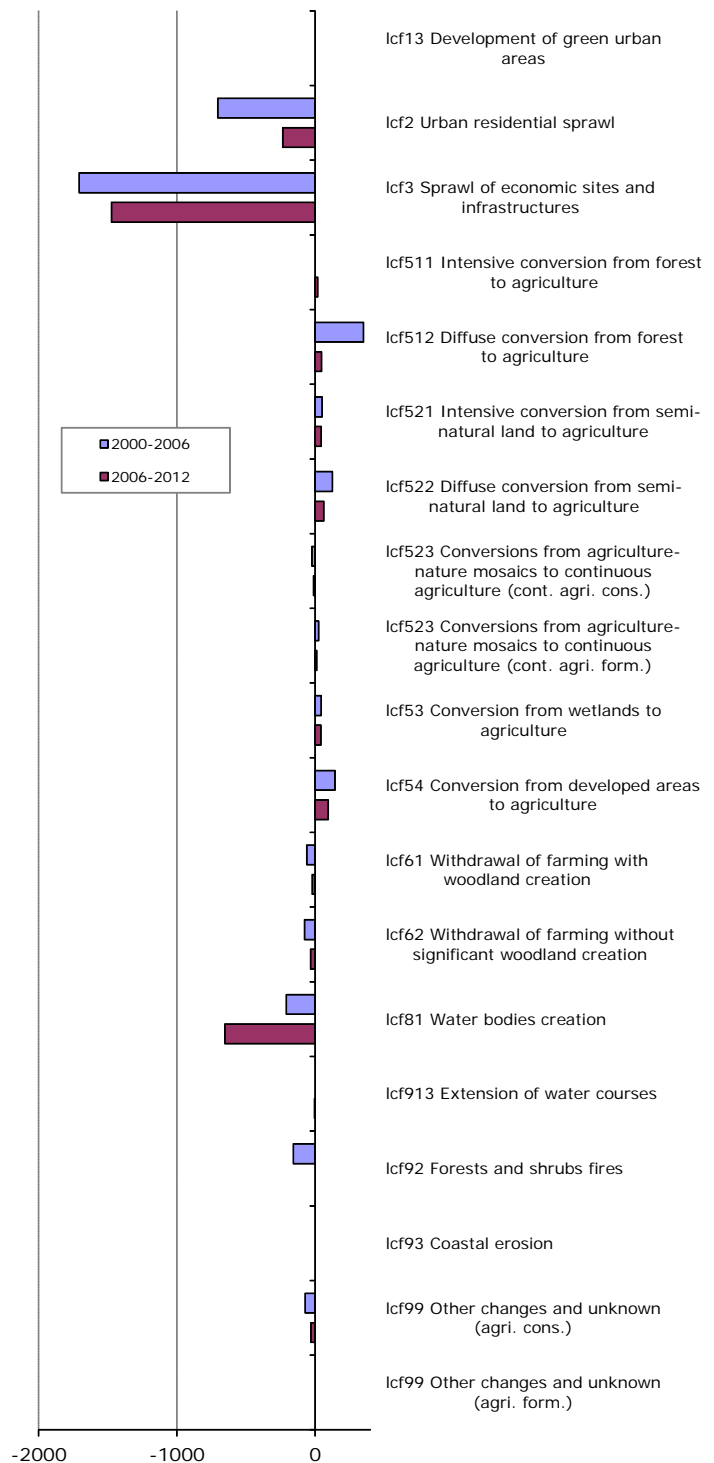 lcf13 Development of green urban
areas
lcf2 Urban residential sprawl
lcf3 Sprawl of economic sites and
infrastructures
lcf511 Intensive conversion from forest
to agriculture
lcf512 Diffuse conversion from forest
to agriculture
lcf521 Intensive conversion from semi-
natural land to agriculture
2000-2006
2006-2012
lcf522 Diffuse conversion from semi-
natural land to agriculture
lcf523 Conversions from agriculture-
nature mosaics to continuous
agriculture (cont. agri. cons.)
lcf523 Conversions from agriculture-
nature mosaics to continuous
agriculture (cont. agri. form.)
lcf53 Conversion from wetlands to
agriculture
lcf54 Conversion from developed areas
to agriculture
lcf61 Withdrawal of farming with
woodland creation
lcf62 Withdrawal of farming without
significant woodland creation
lcf81 Water bodies creation
lcf913 Extension of water courses
lcf92 Forests and shrubs fires
lcf93 Coastal erosion
lcf99 Other changes and unknown
(agri. cons.)
lcf99 Other changes and unknown
(agri. form.)
-2000 -1000 0